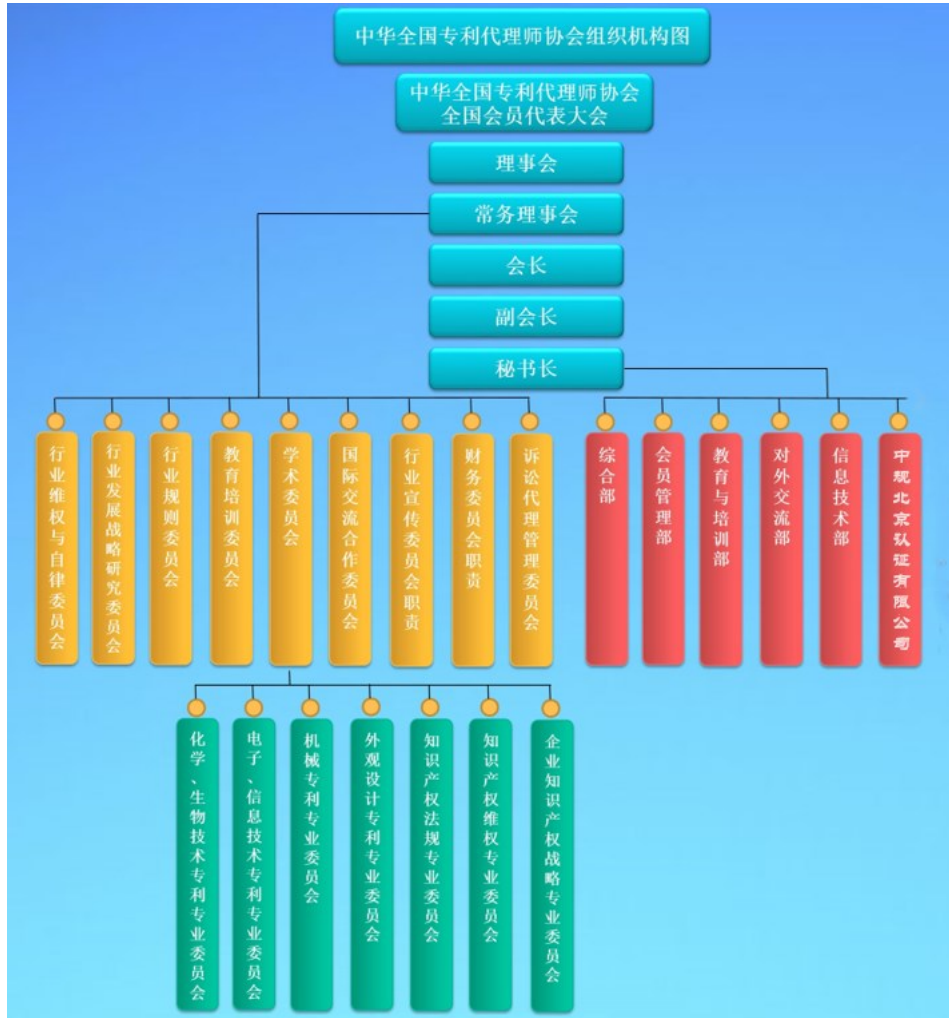 中华全国专利代理师协会组织机构图
中华全国专利代理师协会
全国会员代表大会
理事会
常务理事会
会长
副会长
秘书长
行业维权与自律委员会
行业发展战略研究委员会
行业规则委员会
教育培训委员会
学术委员会
国际交流合作委员会
行业宣传委员会职责
财务委员会职责
诉讼代理管理委员会
综合部
会员管理部
教育与培训部
对外交流部
信息技术部
中规北京认证有限公司
化学、生物技术专利专业委员会
电子、信息技术专利专业委员会
机械专利专业委员会
外观设计专利专业委员会
知识产权法规专业委员会
知识产权维权专业委员会
企业知识产权战略专业委员会